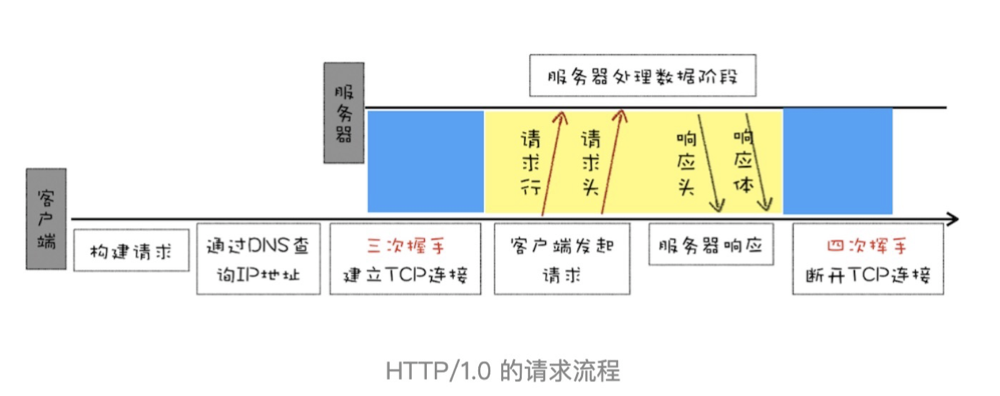 服务器处理数据阶段
服务器
请求行
请求头
响应头
响应体
客户端
构建请求
通过DNS查
询IP地址
三次握手
建立TCP连接
客户端发起
请求
服务器响应
四次挥手
断开TCP连接
HTTP/1.0 的请求流程